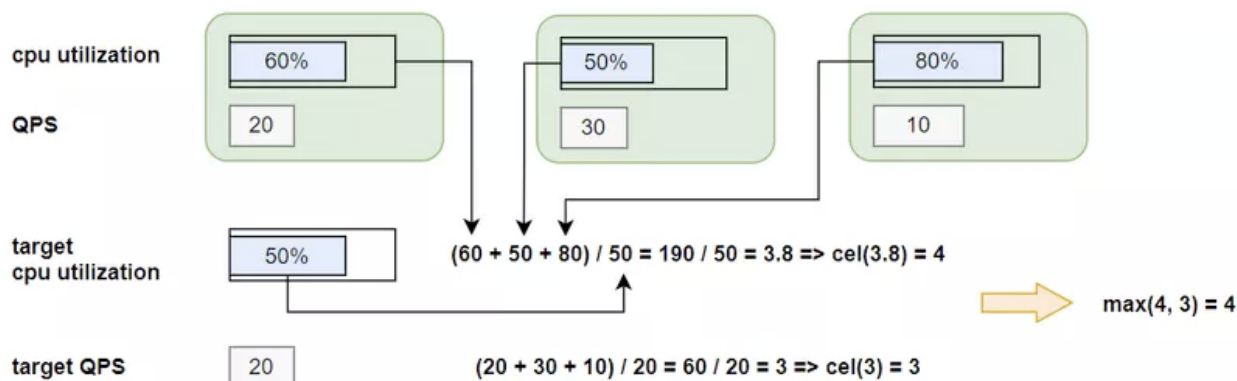 cpu utilization
60%
50%
80%
QPS
20
30
10
target
cpu utilization
50%
(60 + 50 + 80) / 50 = 190 / 50 = 3.8 => cel(3.8) = 4
max(4, 3) = 4
target QPS
20
(20 + 30 + 10) / 20 = 60 / 20 = 3 => cel(3) = 3